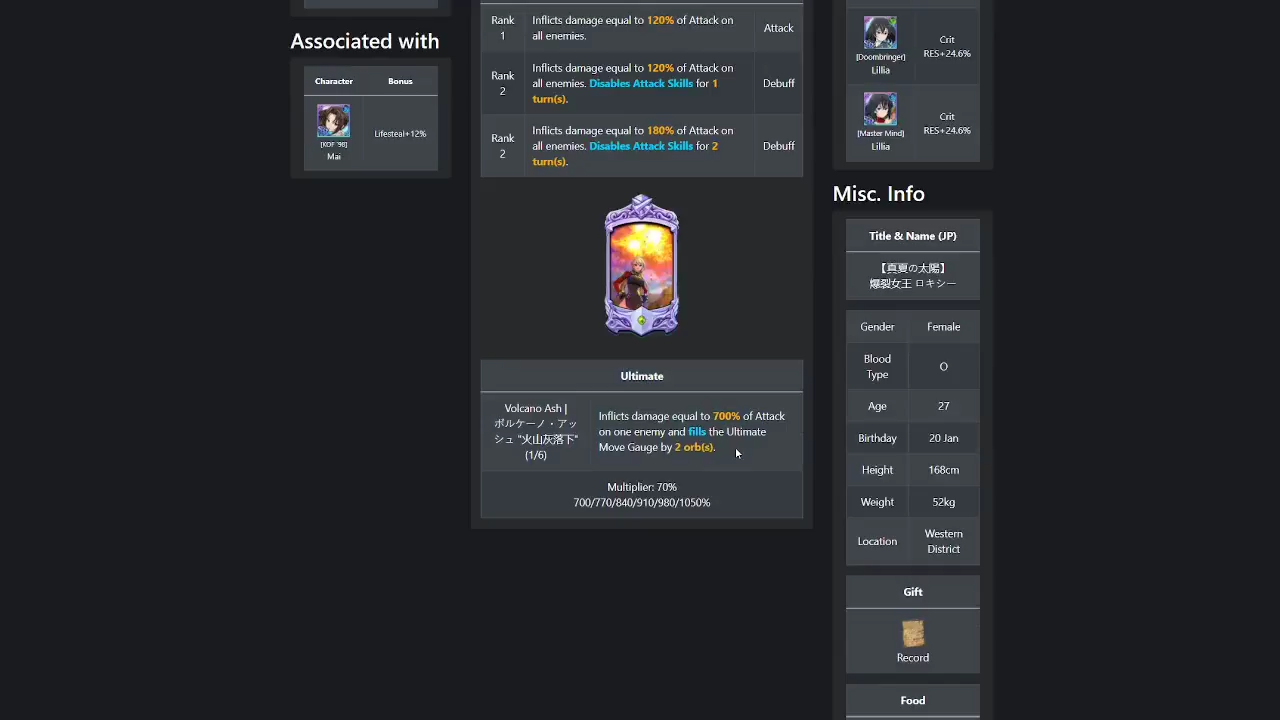 Associated with
Character
Bonus
[KOF '98]
Mai
Lifesteal+12%
Rank
1
Inflicts damage equal to 120% of Attack on
all enemies.
Attack
Rank
2
Inflicts damage equal to 120% of Attack on
all enemies. Disables Attack Skills for 1
turn(s).
Debuff
Rank
2
Inflicts damage equal to 180% of Attack on
all enemies. Disables Attack Skills for 2
turn(s).
Debuff
Ultimate
Volcano Ash |
ボルケーノ・アッ
シュ "火山灰落下"
(1/6)
Inflicts damage equal to 700% of Attack
on one enemy and fills the Ultimate
Move Gauge by 2 orb(s).
Multiplier: 70%
700/770/840/910/980/1050%
[Doombringer]
Lillia
Crit
RES+24.6%
[Master Mind]
Lillia
Crit
RES+24.6%
Misc. Info
Title & Name (JP)
【真夏の太陽】
爆裂女王 ロキシー
Gender
Female
Blood
Type
O
Age
27
Birthday
20 Jan
Height
168cm
Weight
52kg
Location
Western
District
Gift
Record
Food